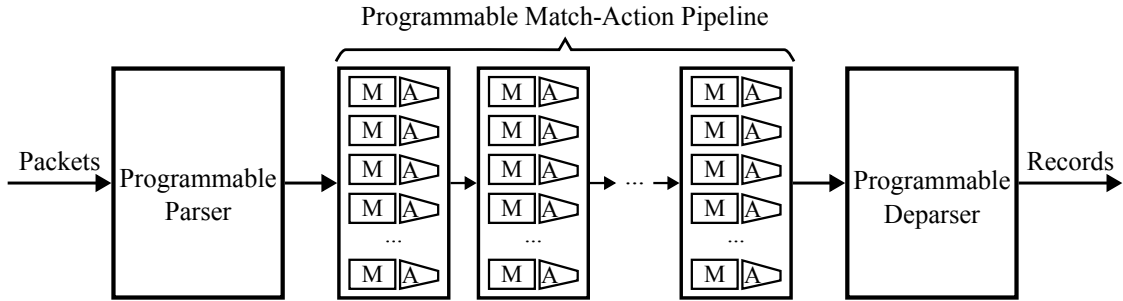 Programmable Match-Action Pipeline
M A M A M A
M A M A M A
Packets M A M A M A Records
Programmable M A M A ... M A Programmable
Parser M A M A M A Deparser
... ... ...
M A M A M A